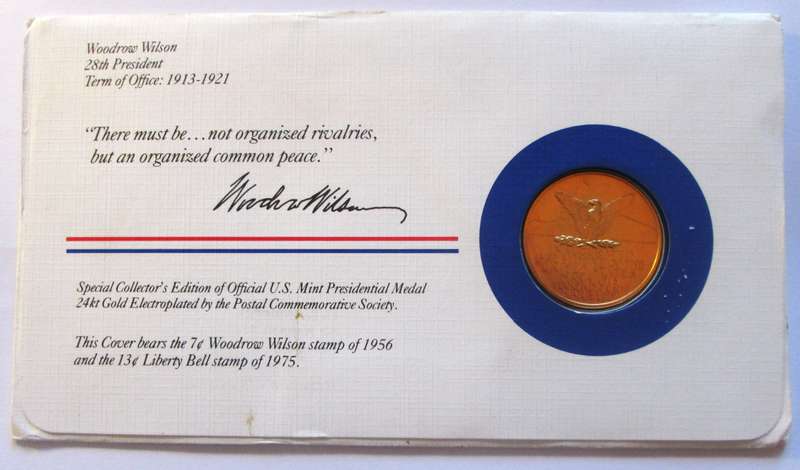 Woodrow Wilson
28th President
Term of Office: 1913-1921
“There must be...not organized rivalries,
but an organized common peace.”
Woodrow Wilson
Special Collector's Edition of Official U.S. Mint Presidential Medal
24kt Gold Electroplated by the Postal Commemorative Society.
This Cover bears the 7¢ Woodrow Wilson stamp of 1956
and the 13¢ Liberty Bell stamp of 1975.